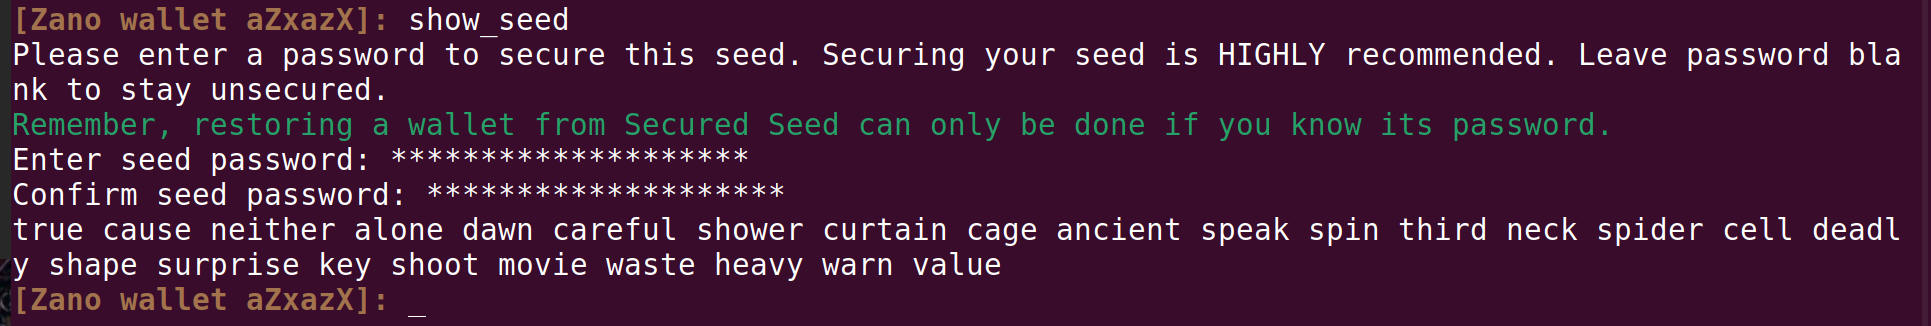 [Zano wallet aZxazX]: show_seed
Please enter a password to secure this seed. Securing your seed is HIGHLY recommended. Leave password bla
nk to stay unsecured.
Remember, restoring a wallet from Secured Seed can only be done if you know its password.
Enter seed password: ********************
Confirm seed password: ********************
true cause neither alone dawn careful shower curtain cage ancient speak spin third neck spider cell deadl
y shape surprise key shoot movie waste heavy warn value
[Zano wallet aZxazX]: _